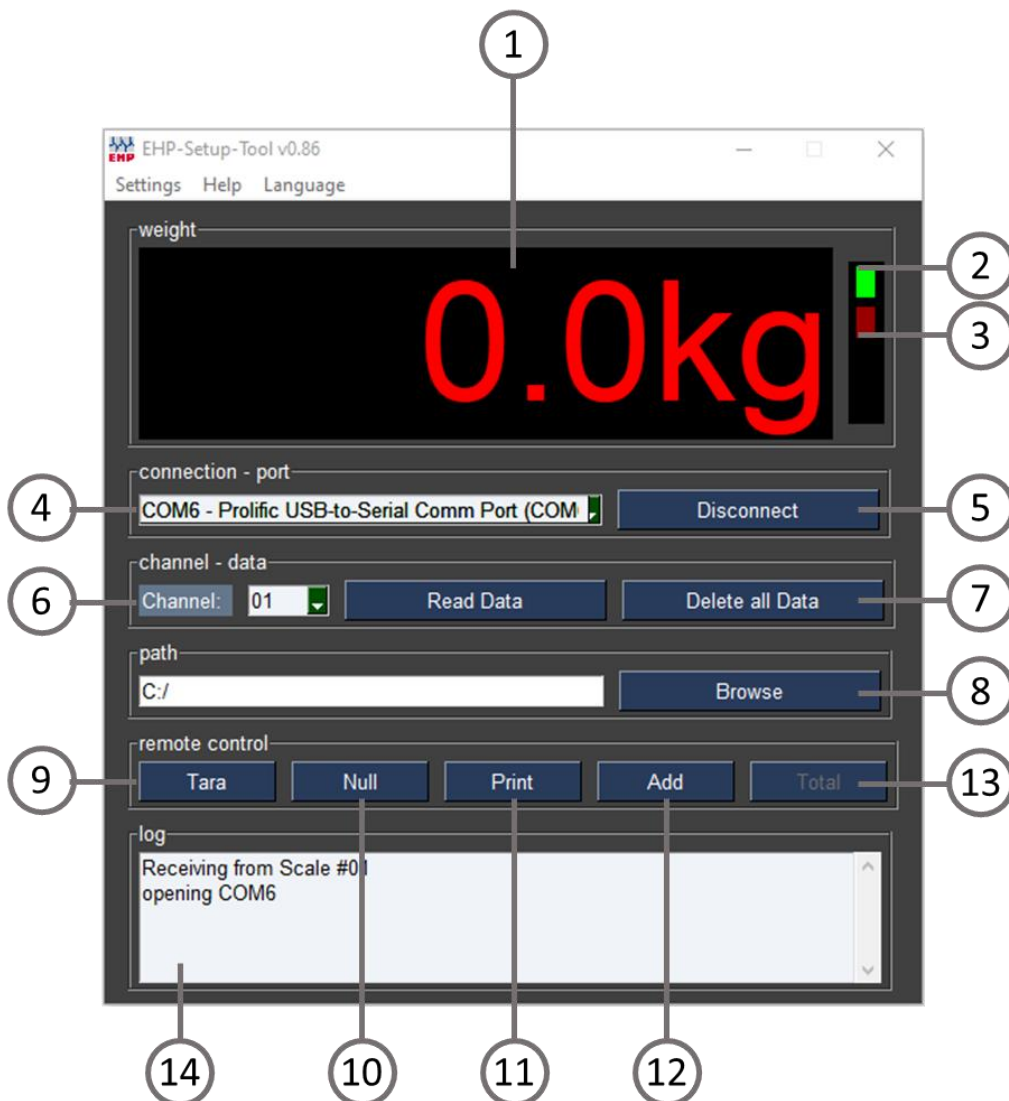 1
EHP EHP-Setup-Tool v0.86
Settings Help Language
weight
2
0.0kg
3
connection - port
4 COM6 - Prolific USB-to-Serial Comm Port (COM Disconnect 5
channel - data
6 Channel: 01 Read Data Delete all Data 7
path
C:/ Browse 8
remote control
9 Tara Null Print Add Total 13
log
Receiving from Scale #01
opening COM6
14 10 11 12